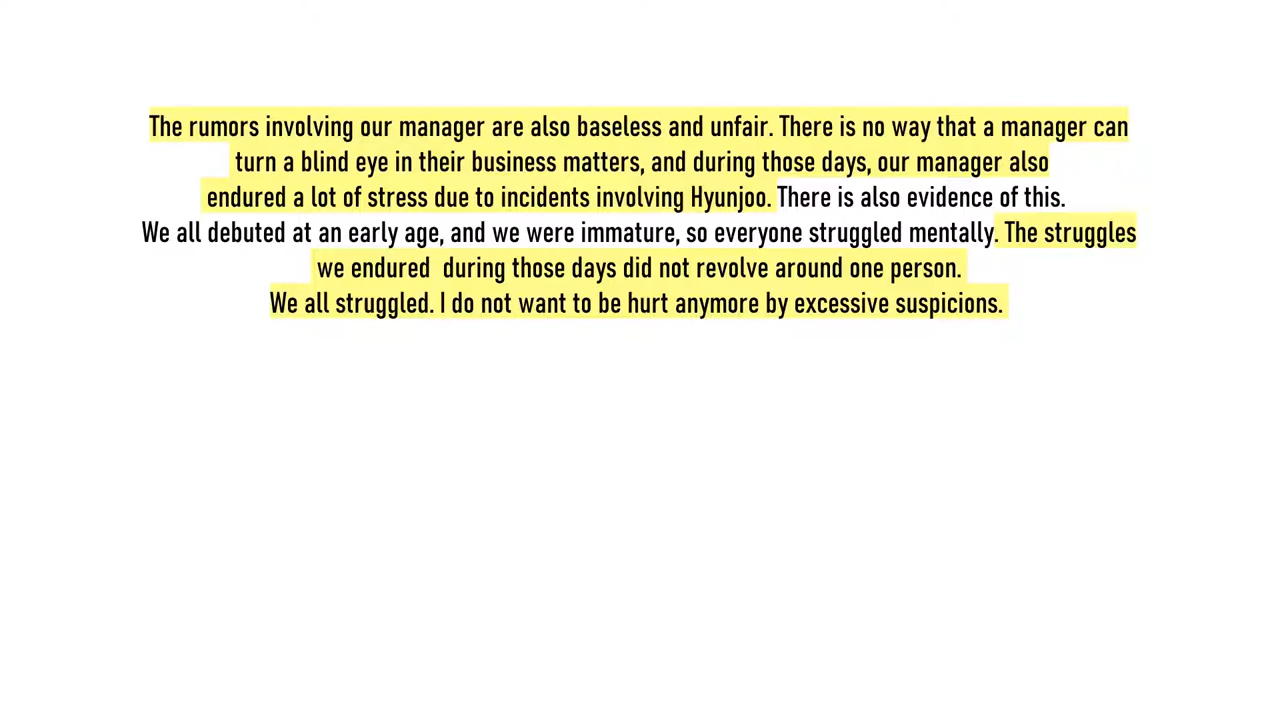 The rumors involving our manager are also baseless and unfair. There is no way that a manager can
turn a blind eye in their business matters, and during those days, our manager also
endured a lot of stress due to incidents involving Hyunjoo. There is also evidence of this.
We all debuted at an early age, and we were immature, so everyone struggled mentally. The struggles
we endured  during those days did not revolve around one person.
We all struggled. I do not want to be hurt anymore by excessive suspicions.